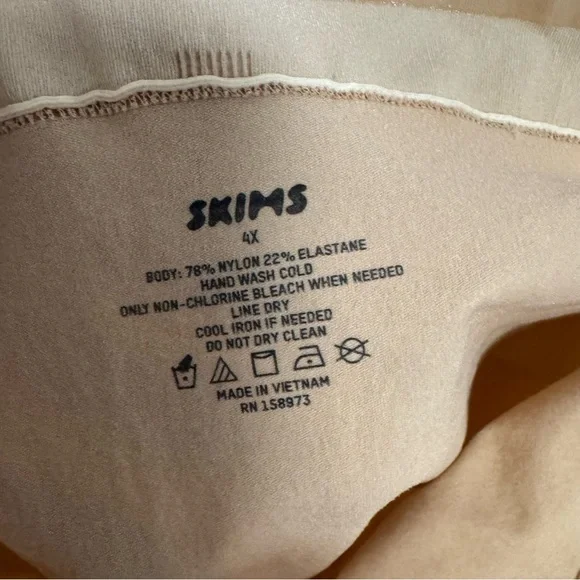 SKIMS
4X
BODY: 78% NYLON 22% ELASTANE
HAND WASH COLD
ONLY NON-CHLORINE BLEACH WHEN NEEDED
LINE DRY
COOL IRON IF NEEDED
DO NOT DRY CLEAN
MADE IN VIETNAM
RN 158973